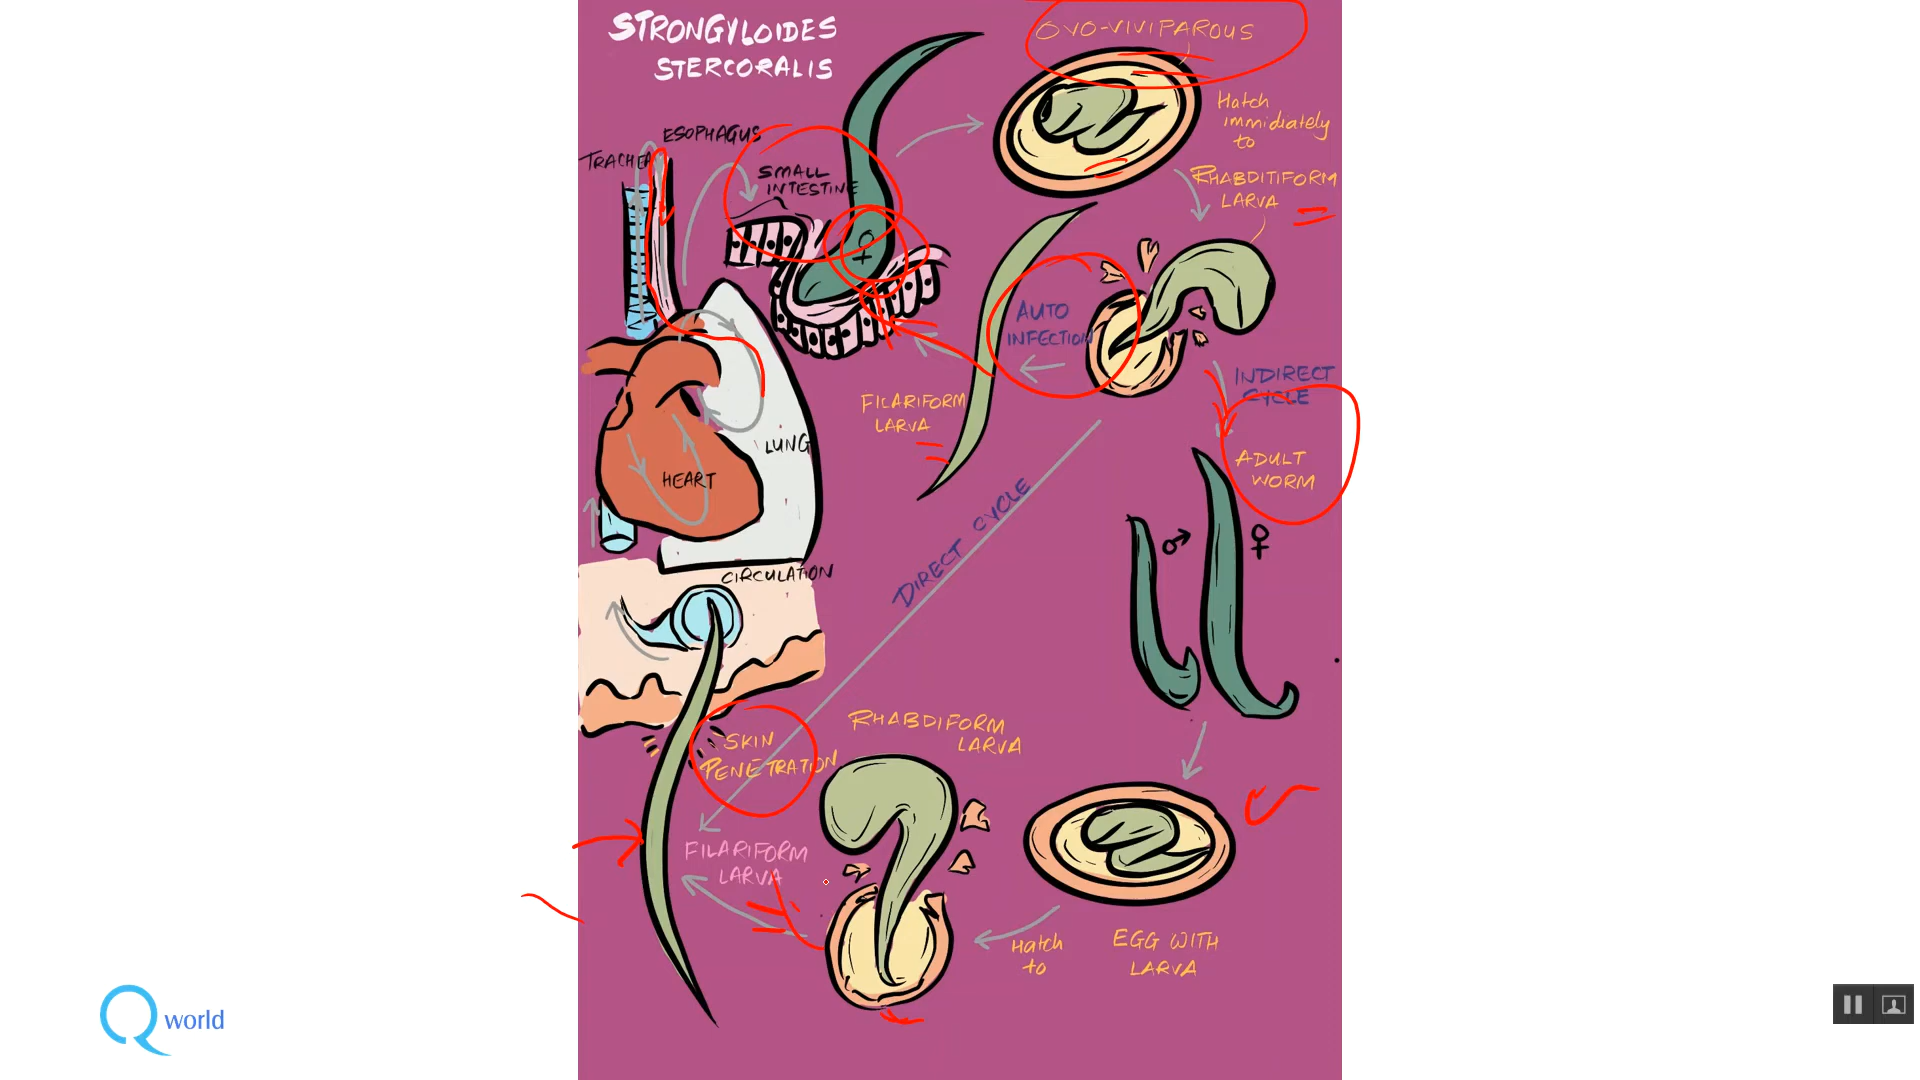 STRONGYLOIDES
STERCORALIS
OVO-VIVIPAROUS
Hatch
immidiately
to
RHABDITIFORM
LARVA
ESOPHAGUS
TRACHEA
SMALL
INTESTINE
AUTO
INFECTION
INDIRECT
CYCLE
FILARIFORM
LARVA
ADULT
WORM
LUNG
HEART
DIRECT CYCLE
CIRCULATION
SKIN
PENETRATION
RHABDIFORM
LARVA
FILARIFORM
LARVA
Hatch
to
EGG WITH
LARVA
Q world